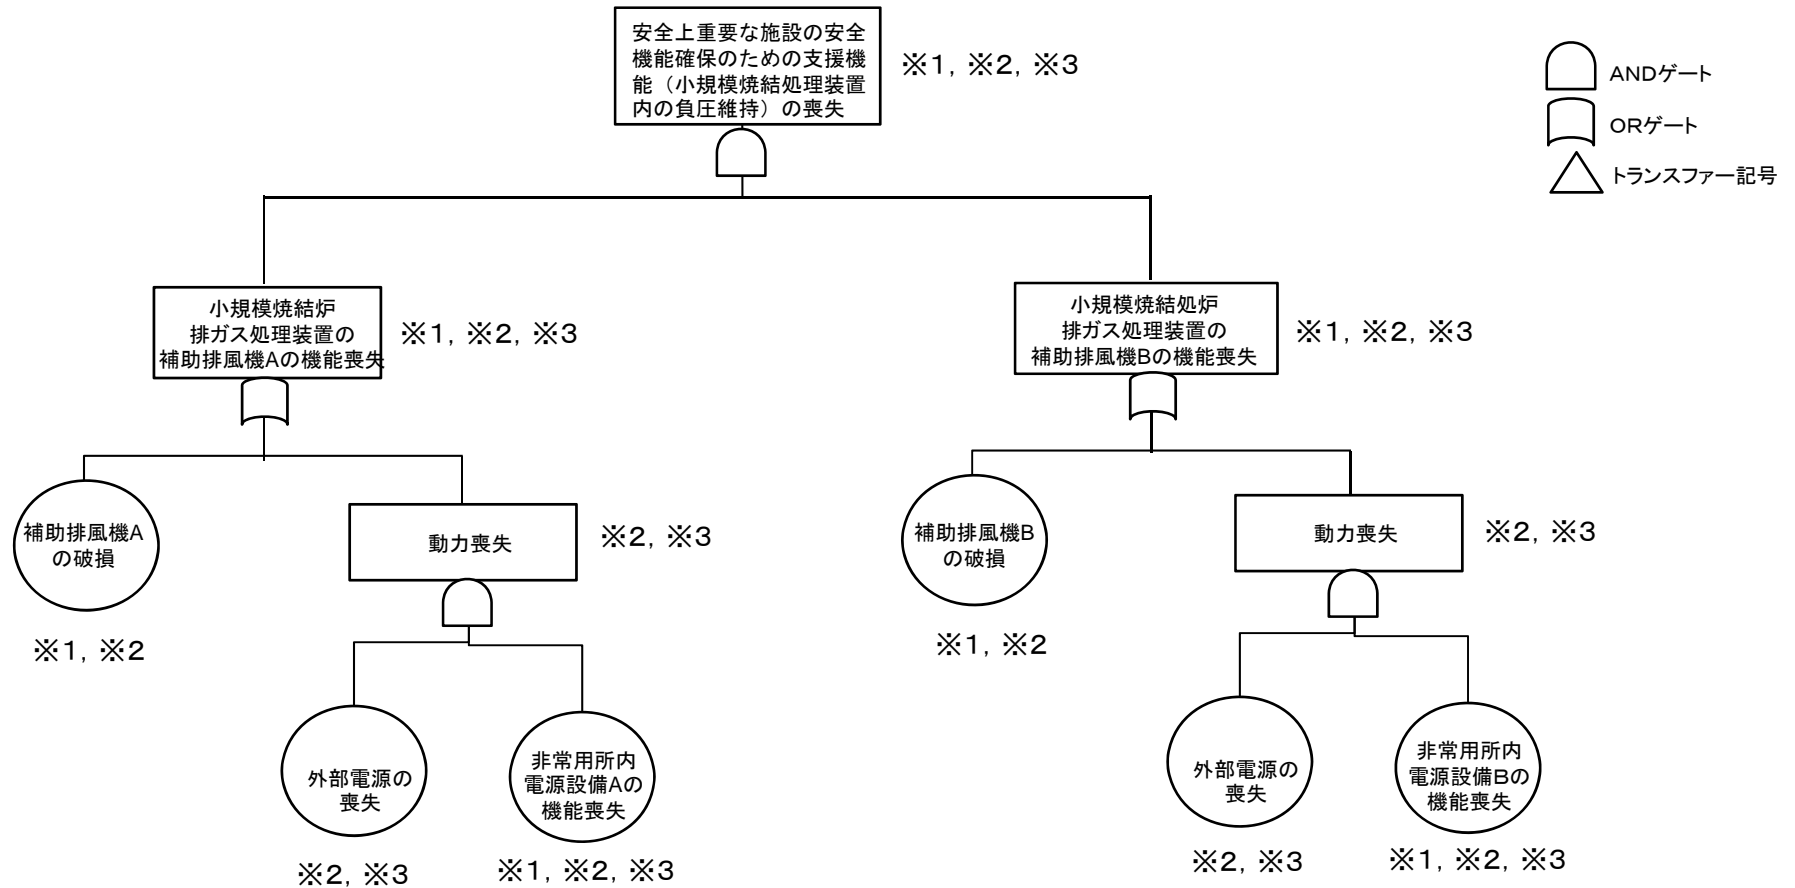 安全上重要な施設の安全
機能確保のための支援機
能（小規模焼結処理装置
内の負圧維持）の喪失
※1, ※2, ※3
ANDゲート
ORゲート
トランスファー記号
小規模焼結炉
排ガス処理装置の
補助排風機Aの機能喪失
※1, ※2, ※3
小規模焼結処炉
排ガス処理装置の
補助排風機Bの機能喪失
※1, ※2, ※3
補助排風機A
の破損
※1, ※2
動力喪失
※2, ※3
補助排風機B
の破損
※1, ※2
動力喪失
※2, ※3
外部電源の
喪失
※2, ※3
非常用所内
電源設備Aの
機能喪失
※1, ※2, ※3
外部電源の
喪失
※2, ※3
非常用所内
電源設備Bの
機能喪失
※1, ※2, ※3